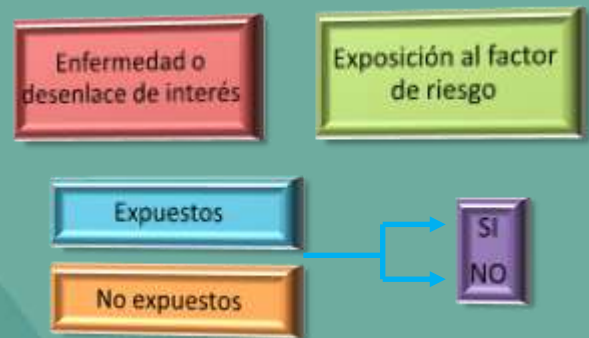 Enfermedad o
desenlace de interés
Exposición al factor
de riesgo
Expuestos
No expuestos
SI
NO